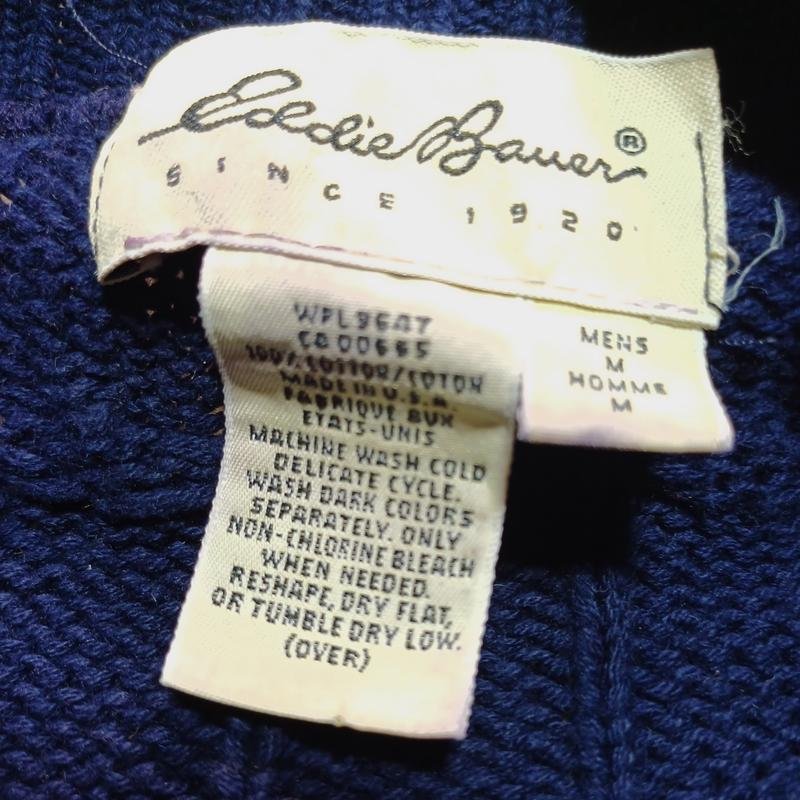 Eddie Bauer®
SINCE 1920
WPL9647
CA00665
100% COTTON/COTON
MADE IN U.S.A.
FABRIQUE AUX
ETATS-UNIS
MACHINE WASH COLD
DELICATE CYCLE.
WASH DARK COLORS
SEPARATELY. ONLY
NON-CHLORINE BLEACH
WHEN NEEDED.
RESHAPE, DRY FLAT,
OR TUMBLE DRY LOW.
(OVER)
MENS
M
HOMME
M